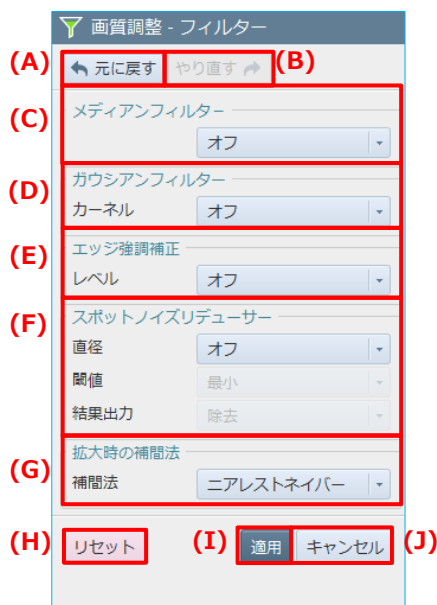 画質調整 - フィルター
(A) 元に戻す やり直す (B)
(C) メディアンフィルター
オフ
(D) ガウシアンフィルター
カーネル オフ
(E) エッジ強調補正
レベル オフ
(F) スポットノイズリデューサー
直径 オフ
閾値 最小
結果出力 除去
(G) 拡大時の補間法
補間法 ニアレストネイバー
(H) リセット (I) 適用 キャンセル (J)